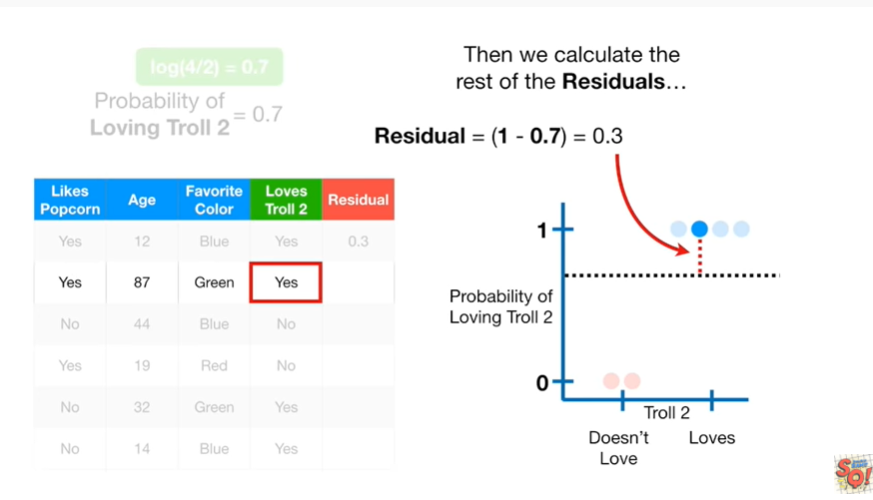 log(4/2) = 0.7
Probability of
Loving Troll 2 = 0.7
Then we calculate the
rest of the Residuals…
Residual = (1 - 0.7) = 0.3
Likes Popcorn Age Favorite Color Loves Troll 2 Residual
Yes 12 Blue Yes 0.3
Yes 87 Green Yes
No 44 Blue No
Yes 19 Red No
No 32 Green Yes
No 14 Blue Yes
1
Probability of
Loving Troll 2
0
Troll 2
Doesn't
Love
Loves